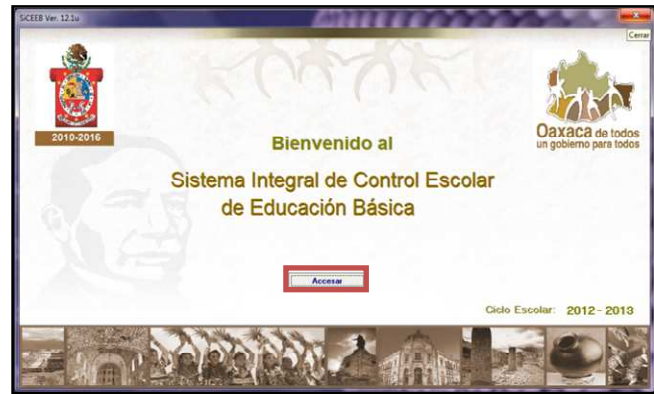 SiCEEB Ver. 12.1u
Cerrar
2010-2016
Oaxaca de todos
un gobierno para todos
Bienvenido al
Sistema Integral de Control Escolar
de Educación Básica
Accesar
Ciclo Escolar: 2012 - 2013